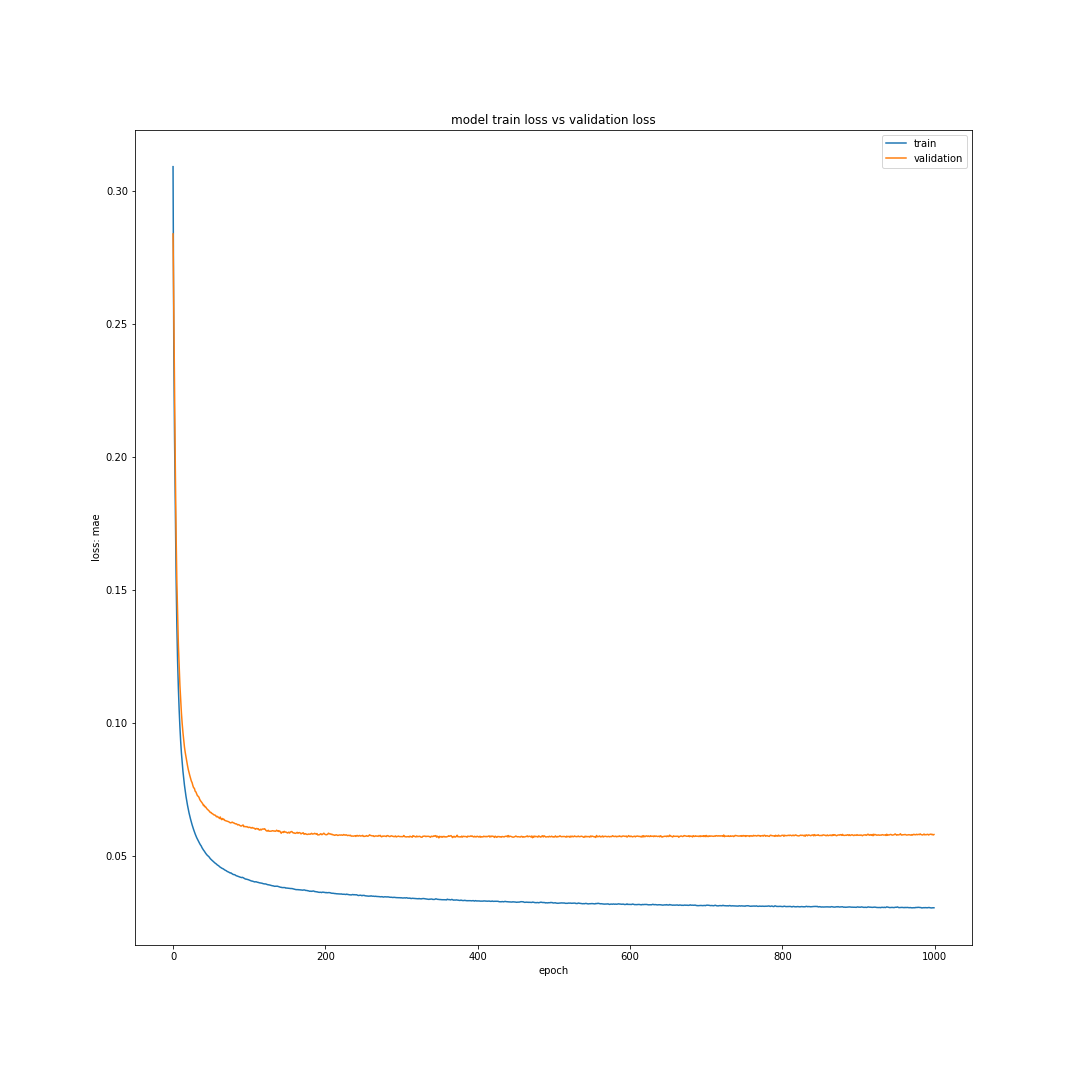 model train loss vs validation loss
train
validation
0.30
0.25
0.20
0.15
0.10
0.05
loss: mae
0 200 400 600 800 1000
epoch